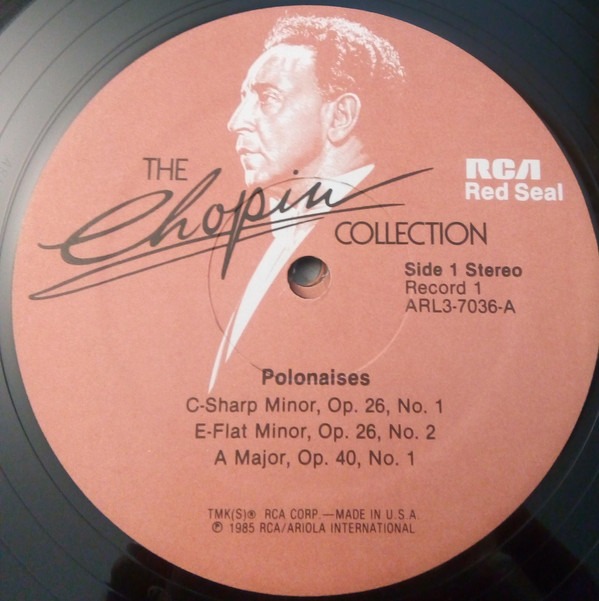 THE
Chopin
COLLECTION
RCA
Red Seal
Side 1 Stereo
Record 1
ARL3-7036-A
Polonaises
C-Sharp Minor, Op. 26, No. 1
E-Flat Minor, Op. 26, No. 2
A Major, Op. 40, No. 1
TMK(S)® RCA CORP.—MADE IN U.S.A.
℗ 1985 RCA/ARIOLA INTERNATIONAL